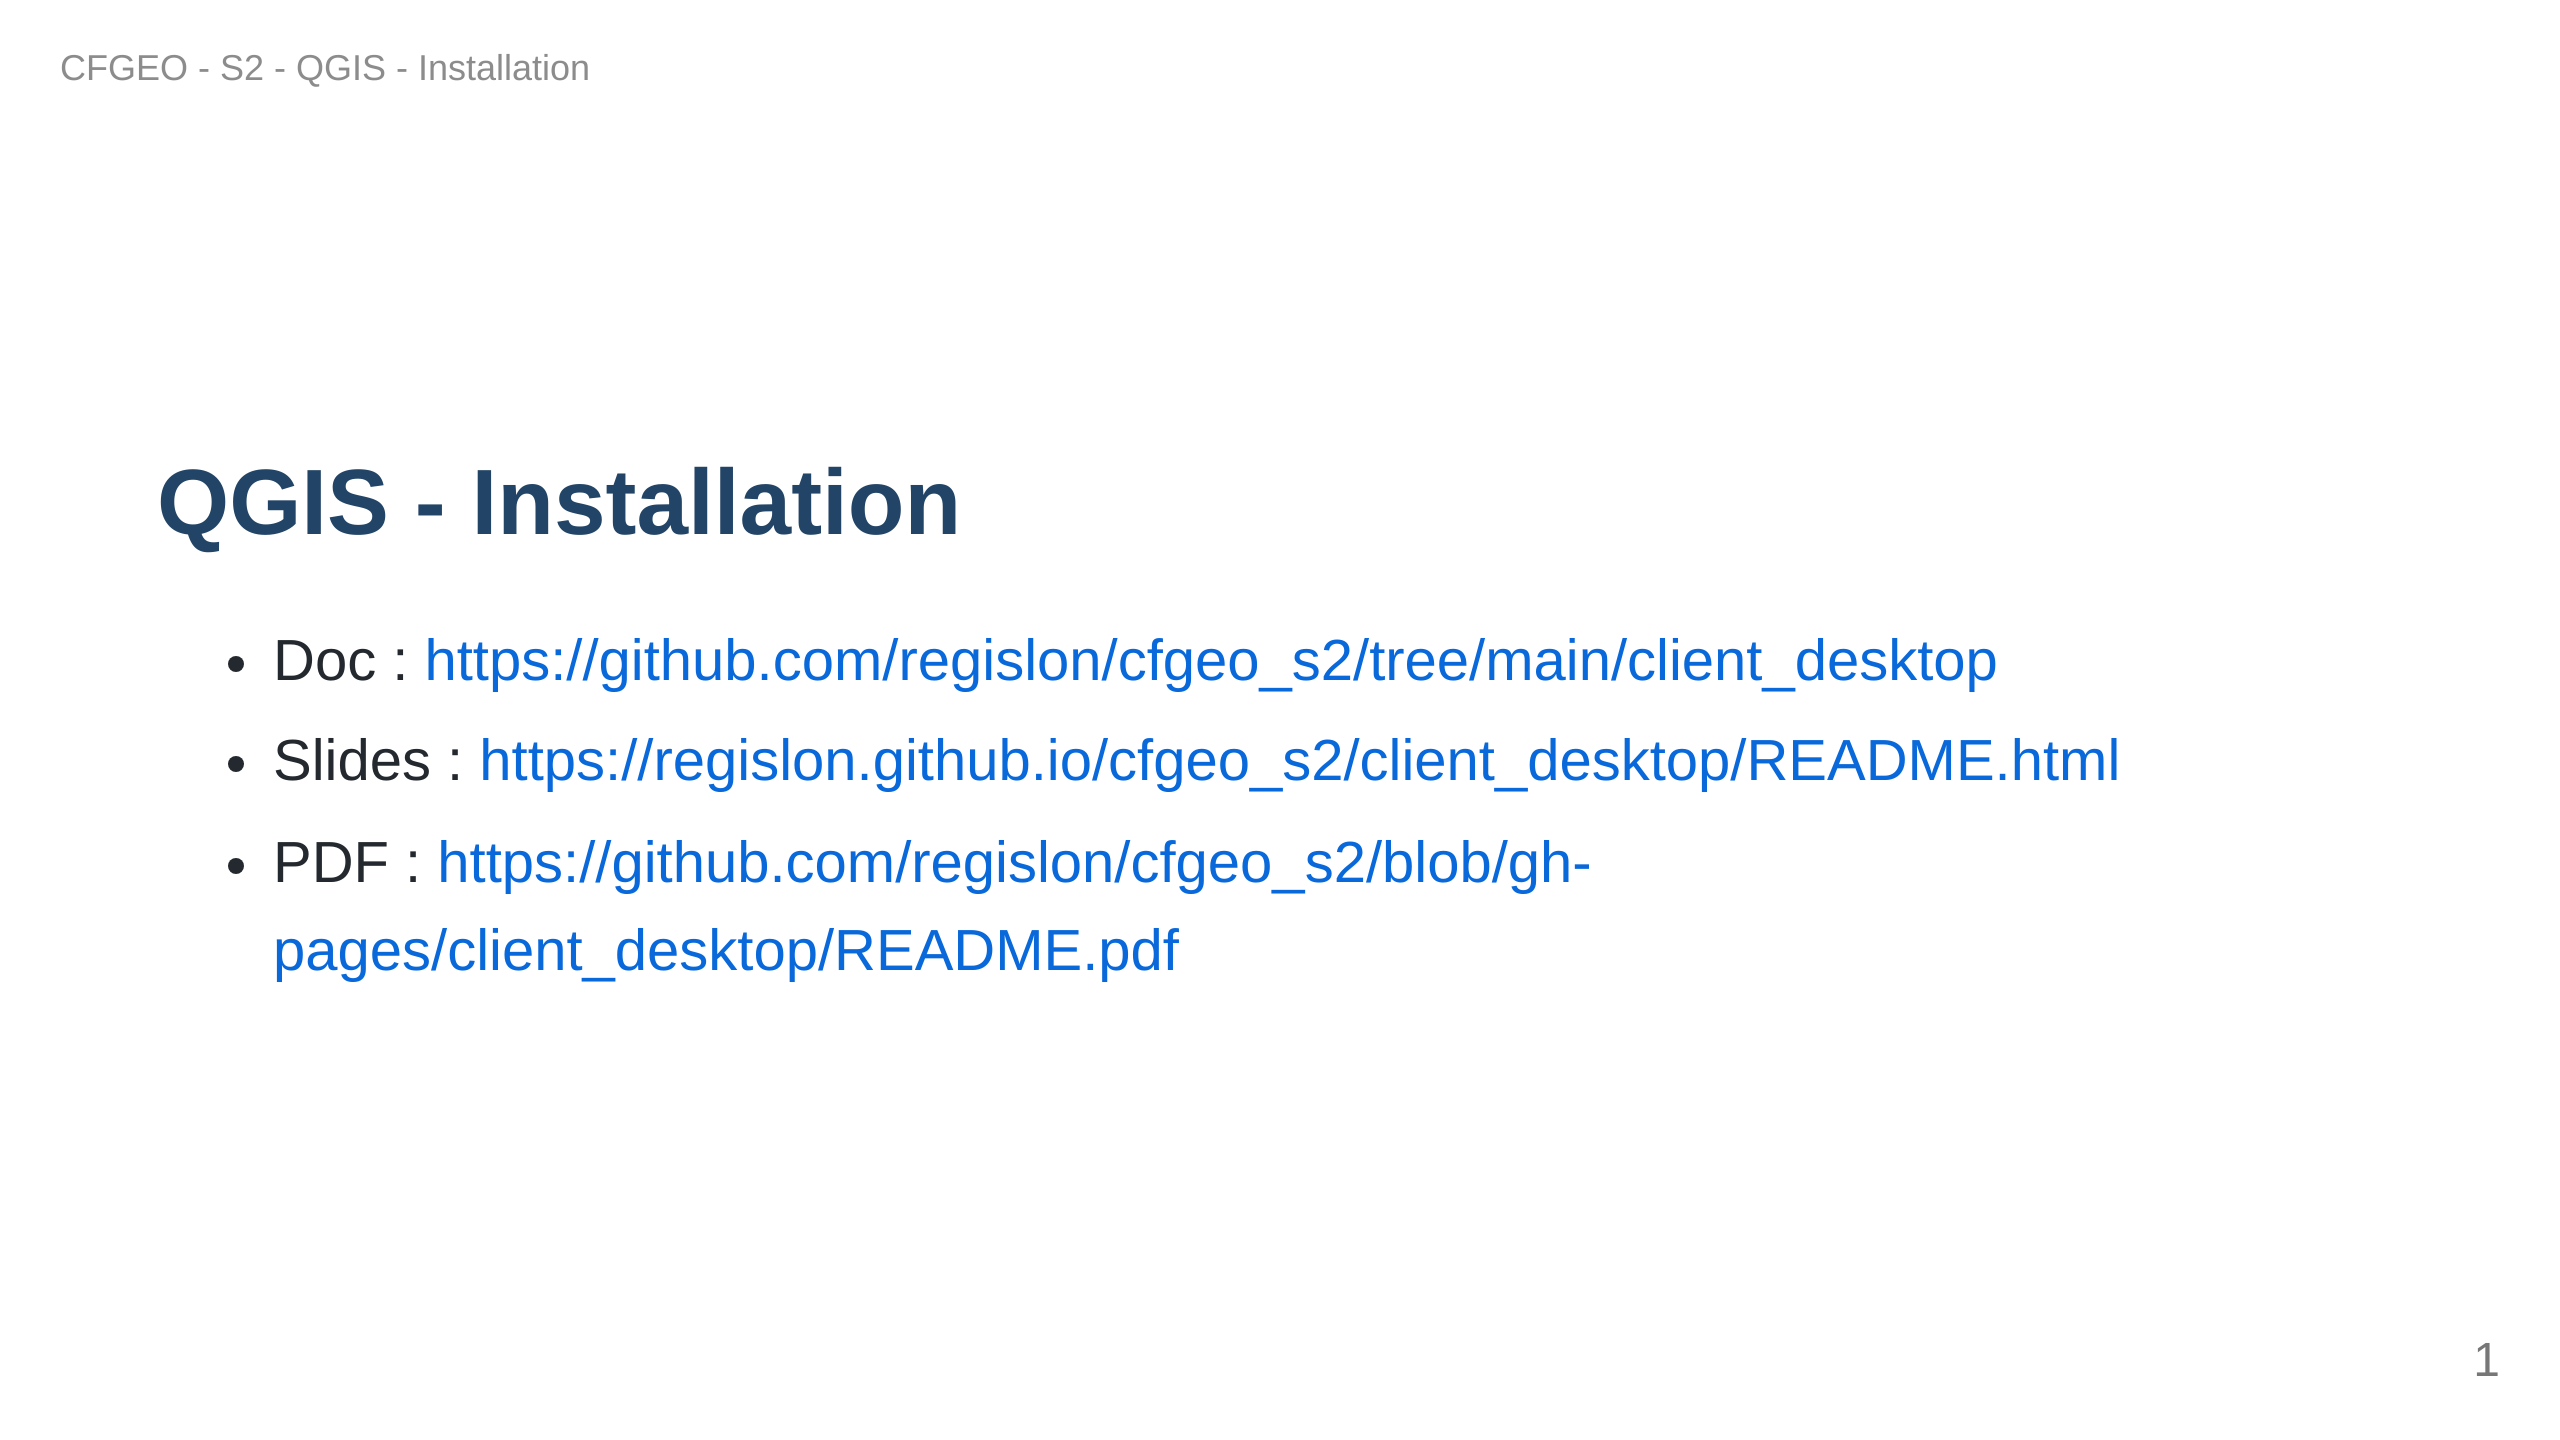 CFGEO - S2 - QGIS - Installation
QGIS - Installation
• Doc : https://github.com/regislon/cfgeo_s2/tree/main/client_desktop
• Slides : https://regislon.github.io/cfgeo_s2/client_desktop/README.html
• PDF : https://github.com/regislon/cfgeo_s2/blob/gh-
pages/client_desktop/README.pdf
1